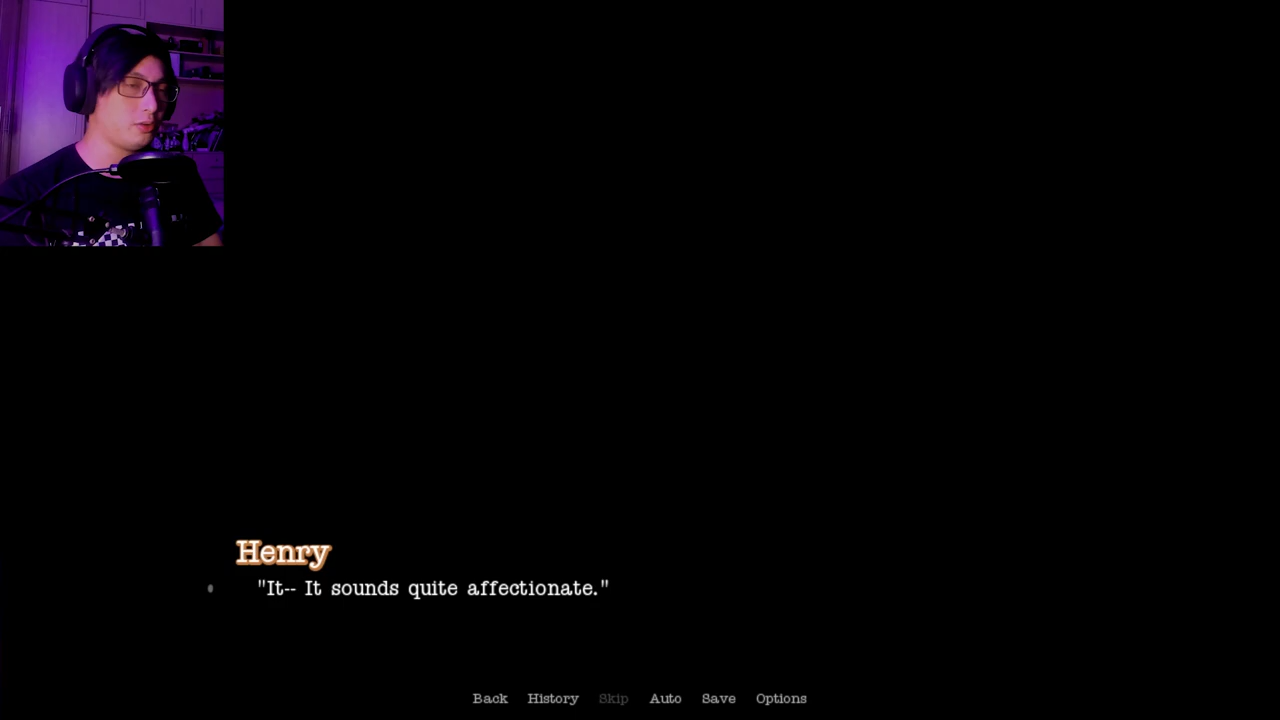 Henry
"It-- It sounds quite affectionate."
Back History Skip Auto Save Options